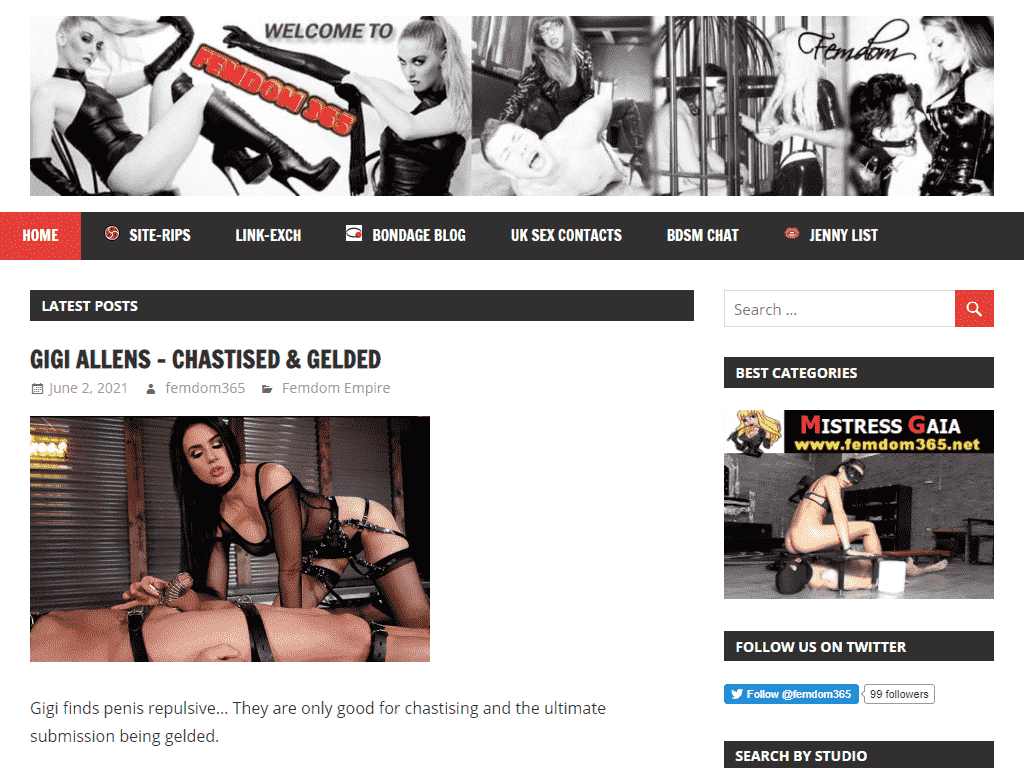 WELCOME TO
FEMDOM 365
Femdom
HOME
SITE-RIPS
LINK-EXCH
BONDAGE BLOG
UK SEX CONTACTS
BDSM CHAT
JENNY LIST
LATEST POSTS
GIGI ALLENS – CHASTISED & GELDED
June 2, 2021 femdom365 Femdom Empire
Gigi finds penis repulsive… They are only good for chastising and the ultimate
submission being gelded.
Search …
BEST CATEGORIES
MISTRESS GAIA
www.femdom365.net
FOLLOW US ON TWITTER
Follow @femdom365 99 followers
SEARCH BY STUDIO